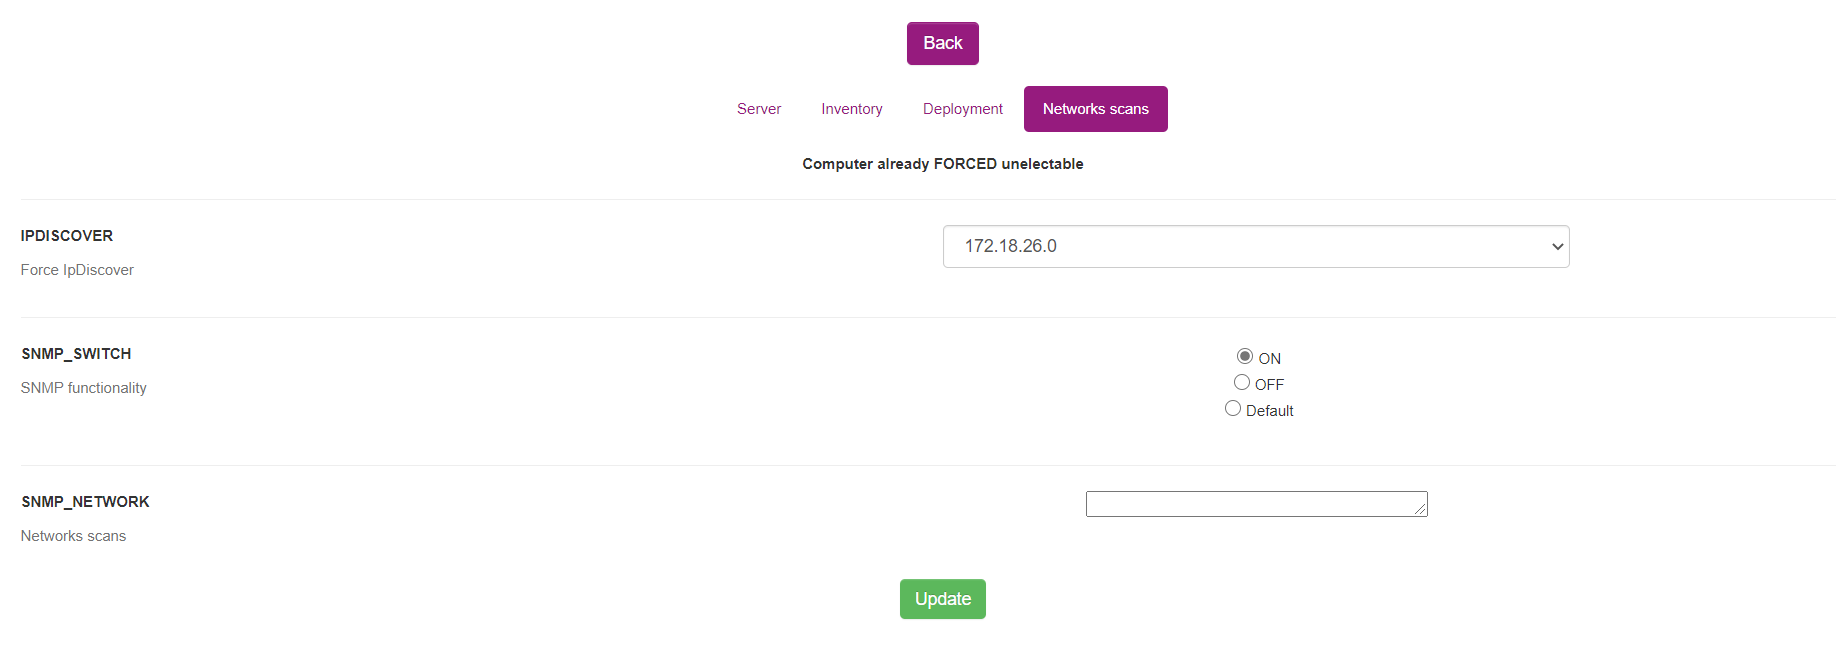 Back
Server Inventory Deployment Networks scans
Computer already FORCED unelectable
IPDISCOVER
Force IpDiscover
172.18.26.0
SNMP_SWITCH
SNMP functionality
ON
OFF
Default
SNMP_NETWORK
Networks scans
Update